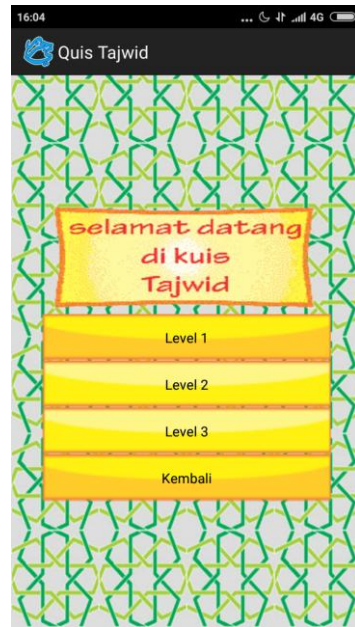 16:04 ... 4G
Quis Tajwid
selamat datang
di kuis
Tajwid
Level 1
Level 2
Level 3
Kembali